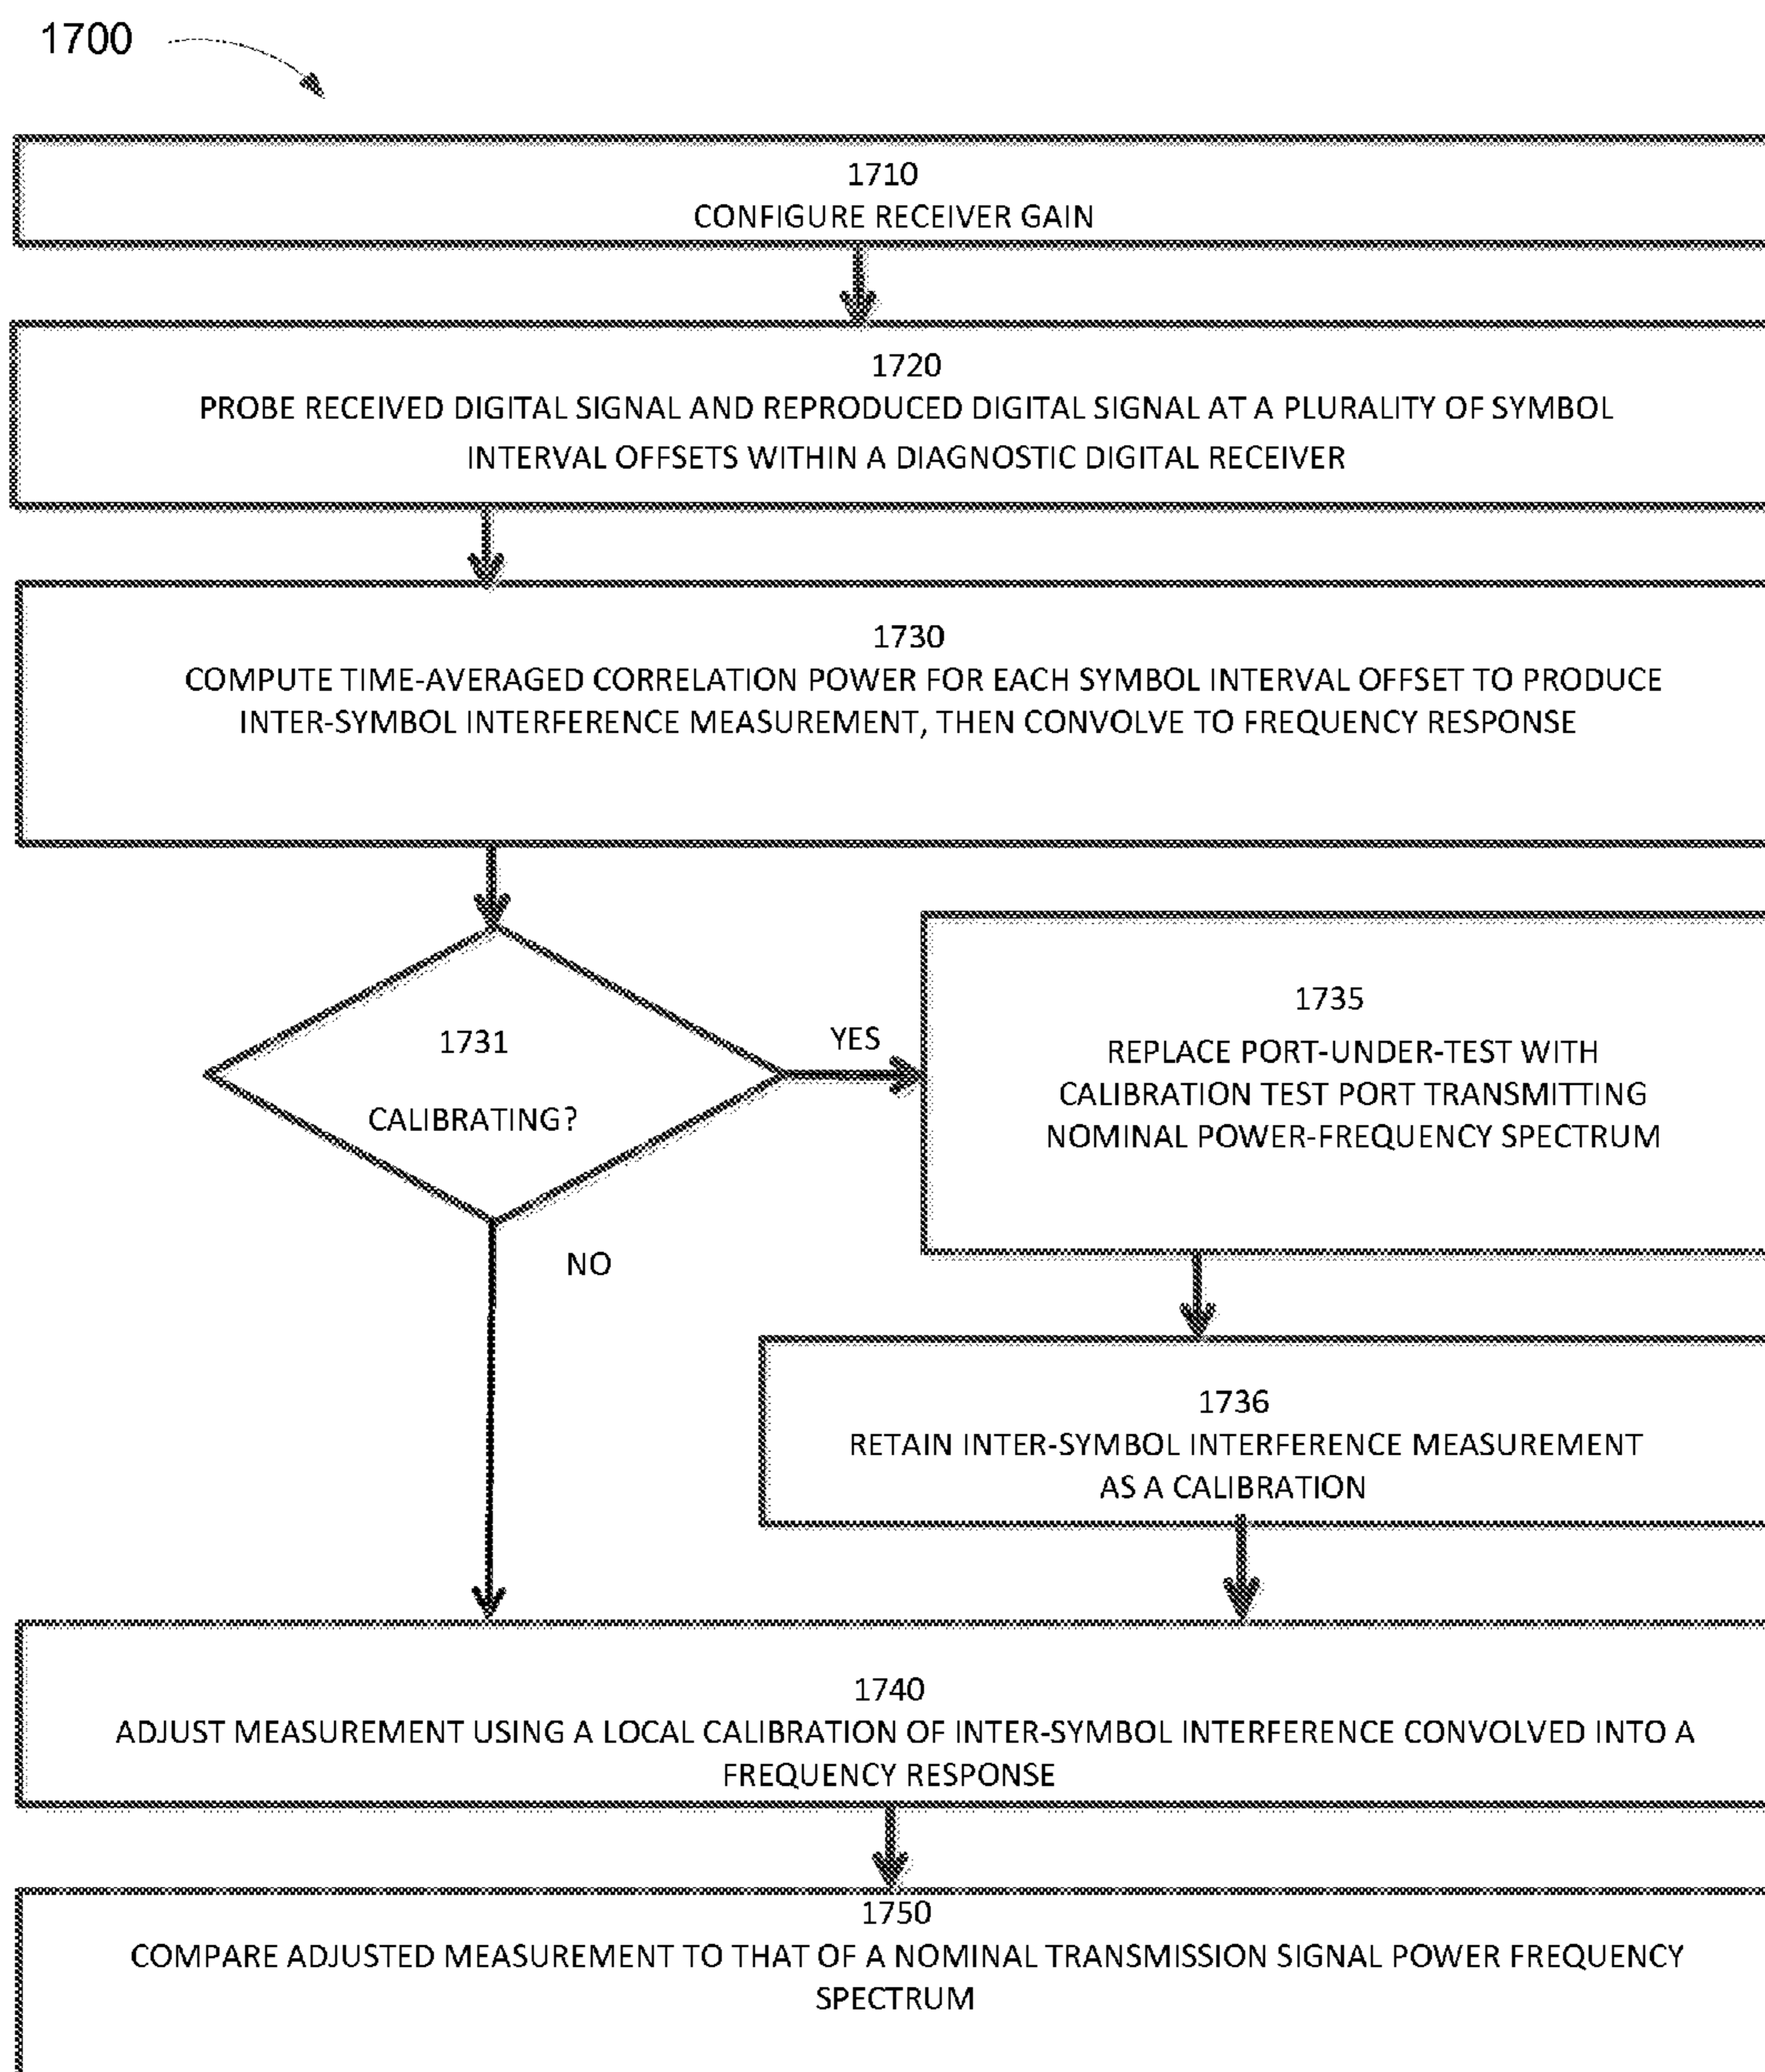 1700
1710
CONFIGURE RECEIVER GAIN
1720
PROBE RECEIVED DIGITAL SIGNAL AND REPRODUCED DIGITAL SIGNAL AT A PLURALITY OF SYMBOL
INTERVAL OFFSETS WITHIN A DIAGNOSTIC DIGITAL RECEIVER
1730
COMPUTE TIME-AVERAGED CORRELATION POWER FOR EACH SYMBOL INTERVAL OFFSET TO PRODUCE
INTER-SYMBOL INTERFERENCE MEASUREMENT, THEN CONVOLVE TO FREQUENCY RESPONSE
1731
CALIBRATING?
YES
NO
1735
REPLACE PORT-UNDER-TEST WITH
CALIBRATION TEST PORT TRANSMITTING
NOMINAL POWER-FREQUENCY SPECTRUM
1736
RETAIN INTER-SYMBOL INTERFERENCE MEASUREMENT
AS A CALIBRATION
1740
ADJUST MEASUREMENT USING A LOCAL CALIBRATION OF INTER-SYMBOL INTERFERENCE CONVOLVED INTO A
FREQUENCY RESPONSE
1750
COMPARE ADJUSTED MEASUREMENT TO THAT OF A NOMINAL TRANSMISSION SIGNAL POWER FREQUENCY
SPECTRUM